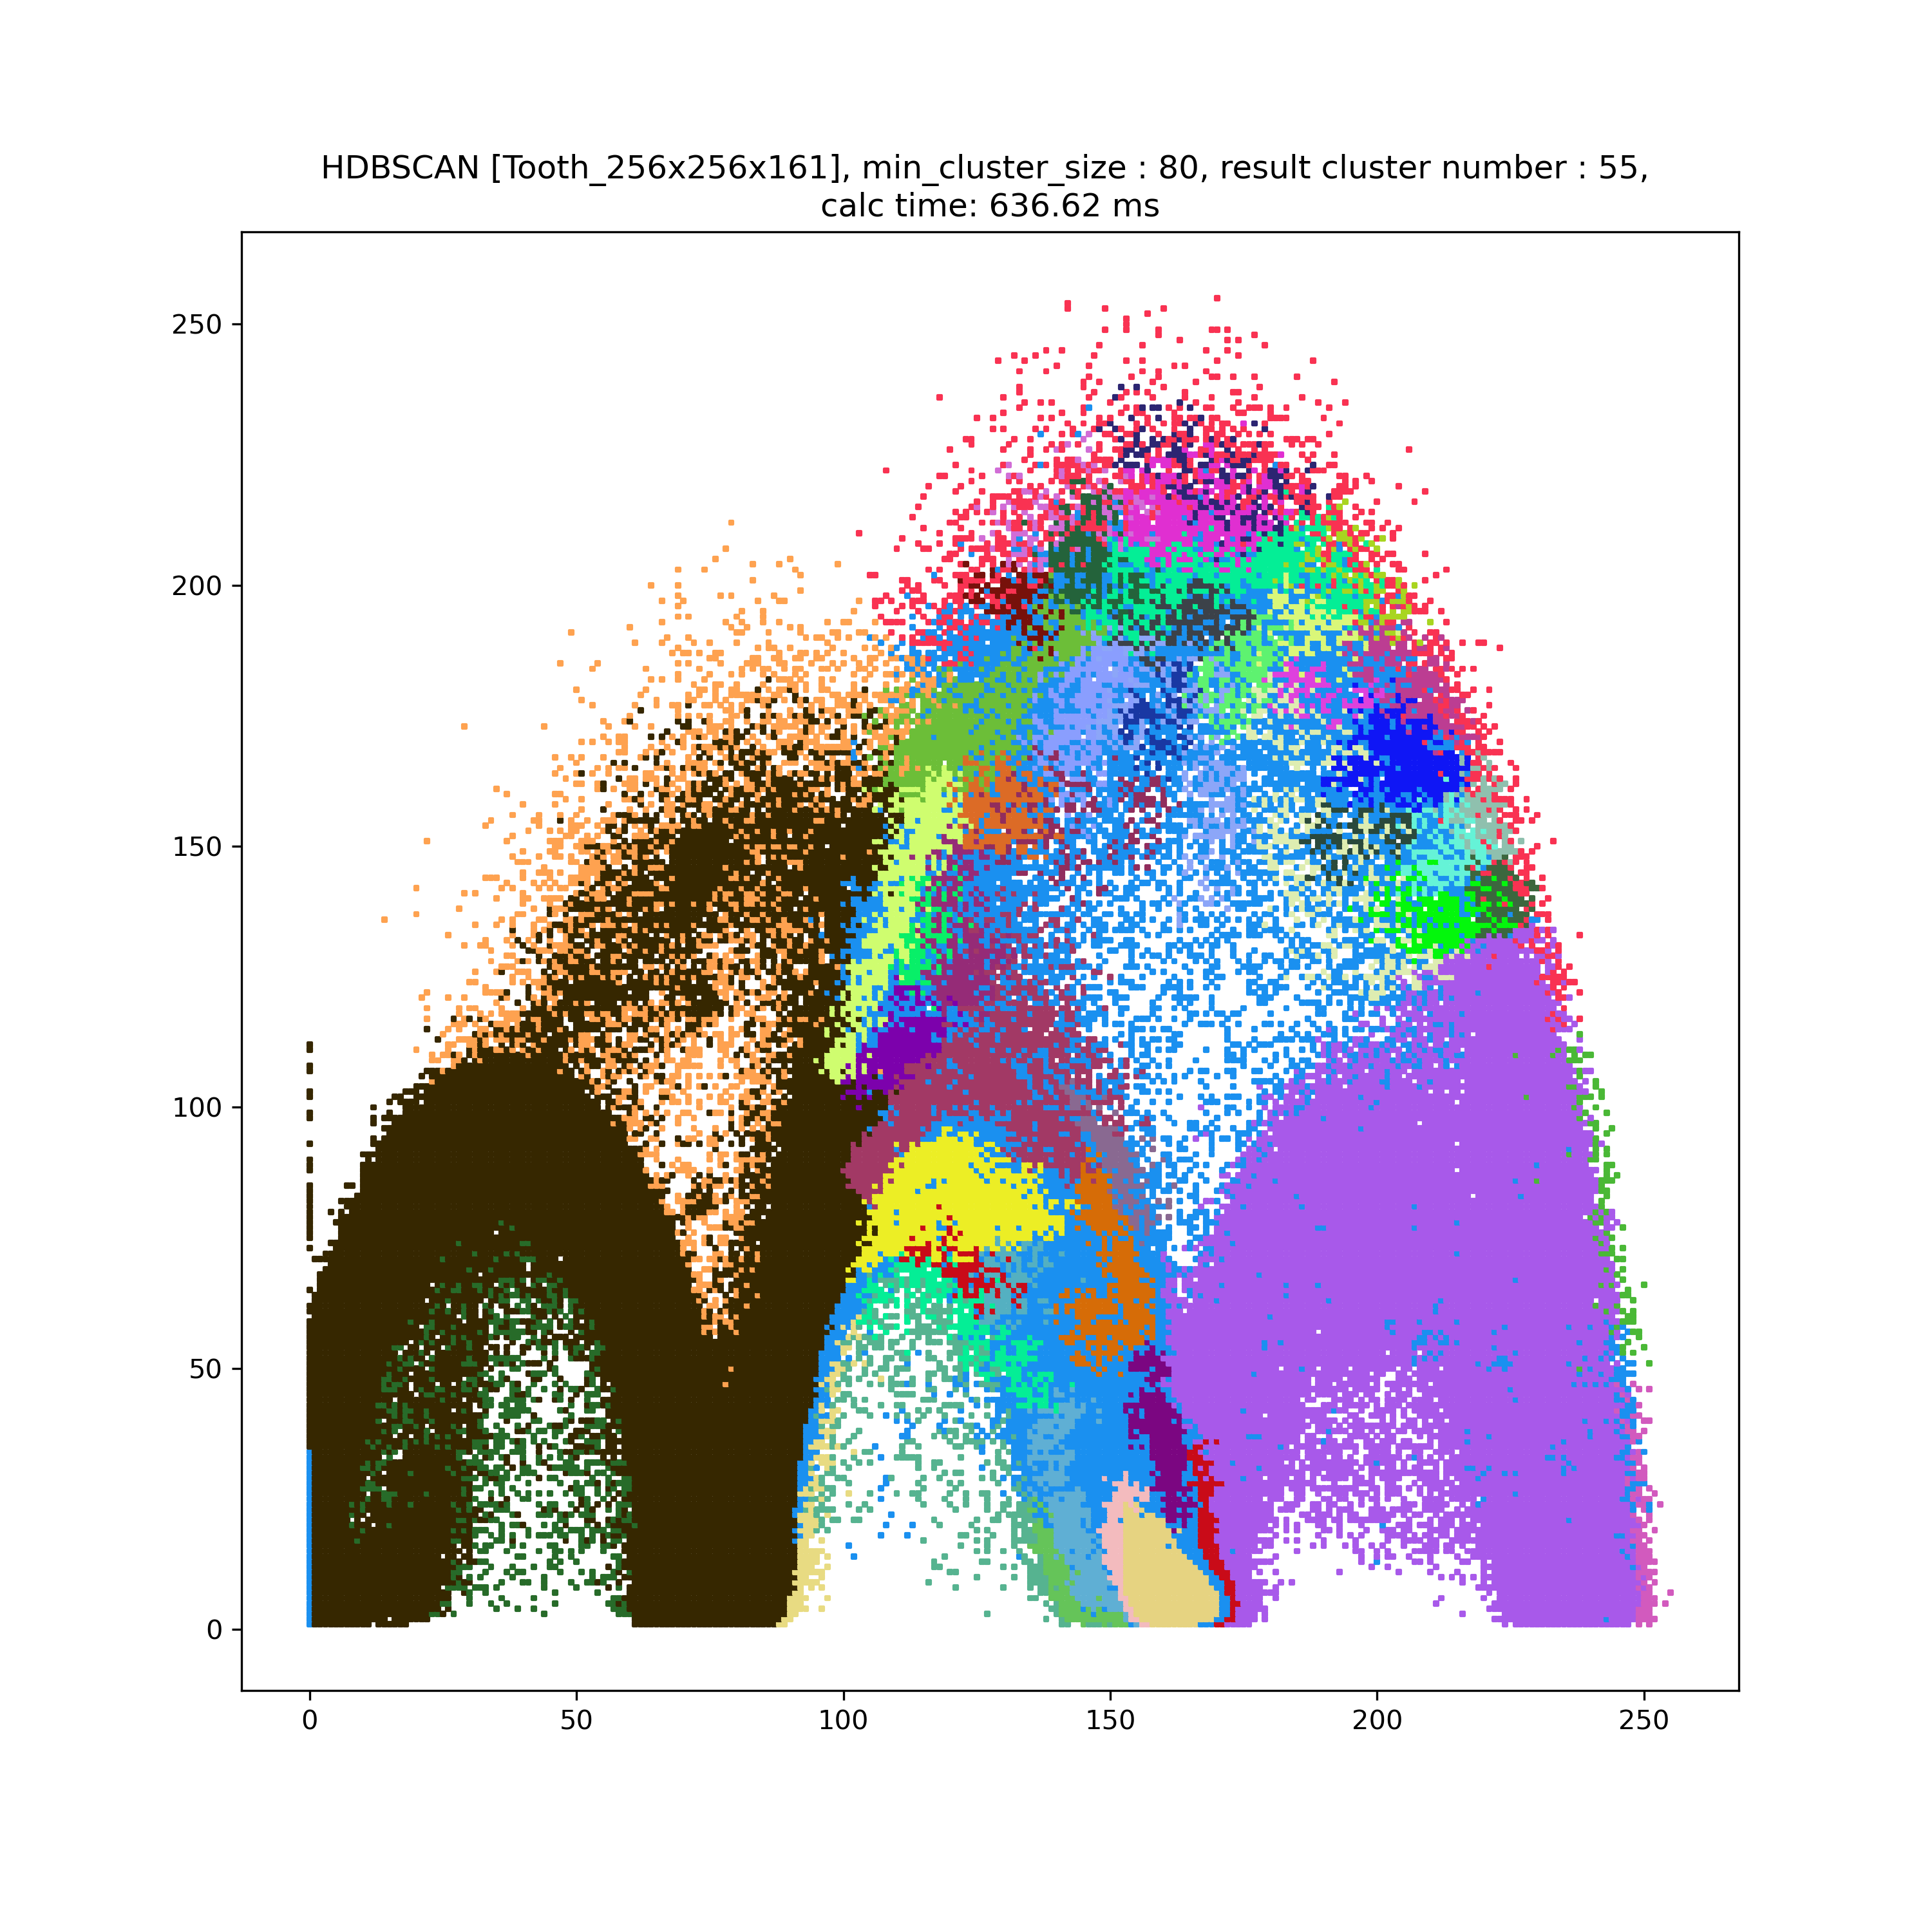 HDBSCAN [Tooth_256x256x161], min_cluster_size : 80, result cluster number : 55,
calc time: 636.62 ms
250
200
150
100
50
0
0 50 100 150 200 250